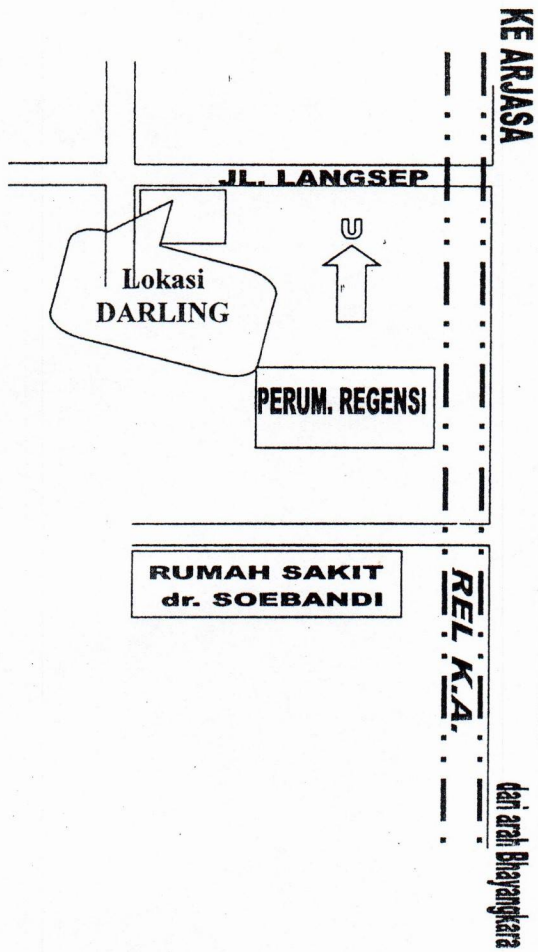 KE ARJASA
JL. LANGSEP
U
Lokasi
DARLING
PERUM. REGENSI
RUMAH SAKIT
dr. SOEBANDI
REL K.A.
dari arah Bhayangkara